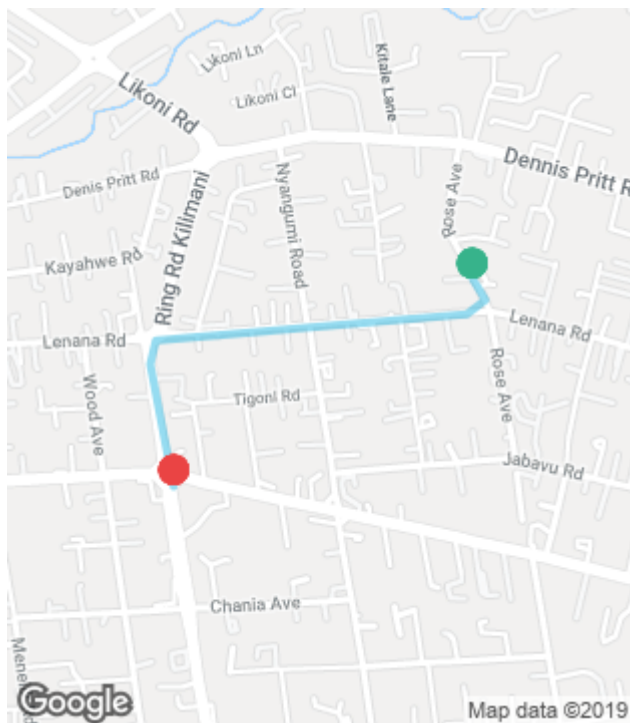 Likoni Ln
Kitale Lane
Likoni Rd
Likoni Cl
Dennis Pritt R
Denis Pritt Rd
Nyangumi Road
Rose Ave
Ring Rd Kilimani
Kayahwe Rd
Lenana Rd
Lenana Rd
Rose Ave
Wood Ave
Tigoni Rd
Jabavu Rd
Chania Ave
Menen
Google
Map data ©2019